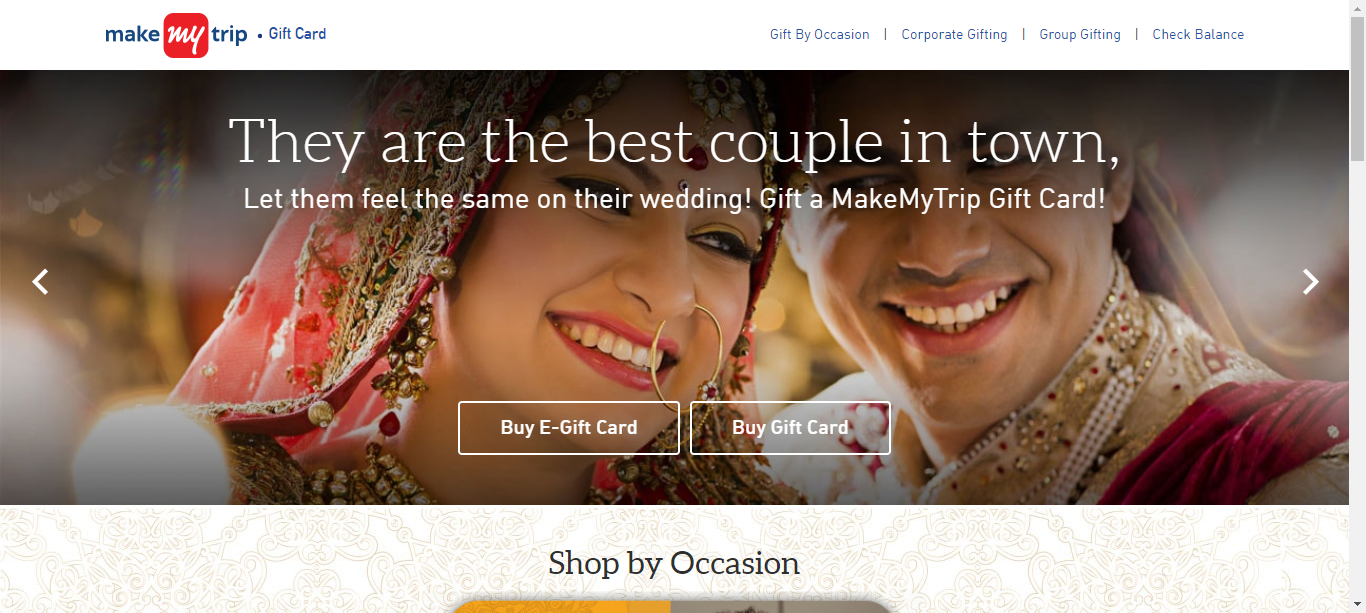 make my trip • Gift Card
Gift By Occasion | Corporate Gifting | Group Gifting | Check Balance
They are the best couple in town,
Let them feel the same on their wedding! Gift a MakeMyTrip Gift Card!
Buy E-Gift Card
Buy Gift Card
Shop by Occasion